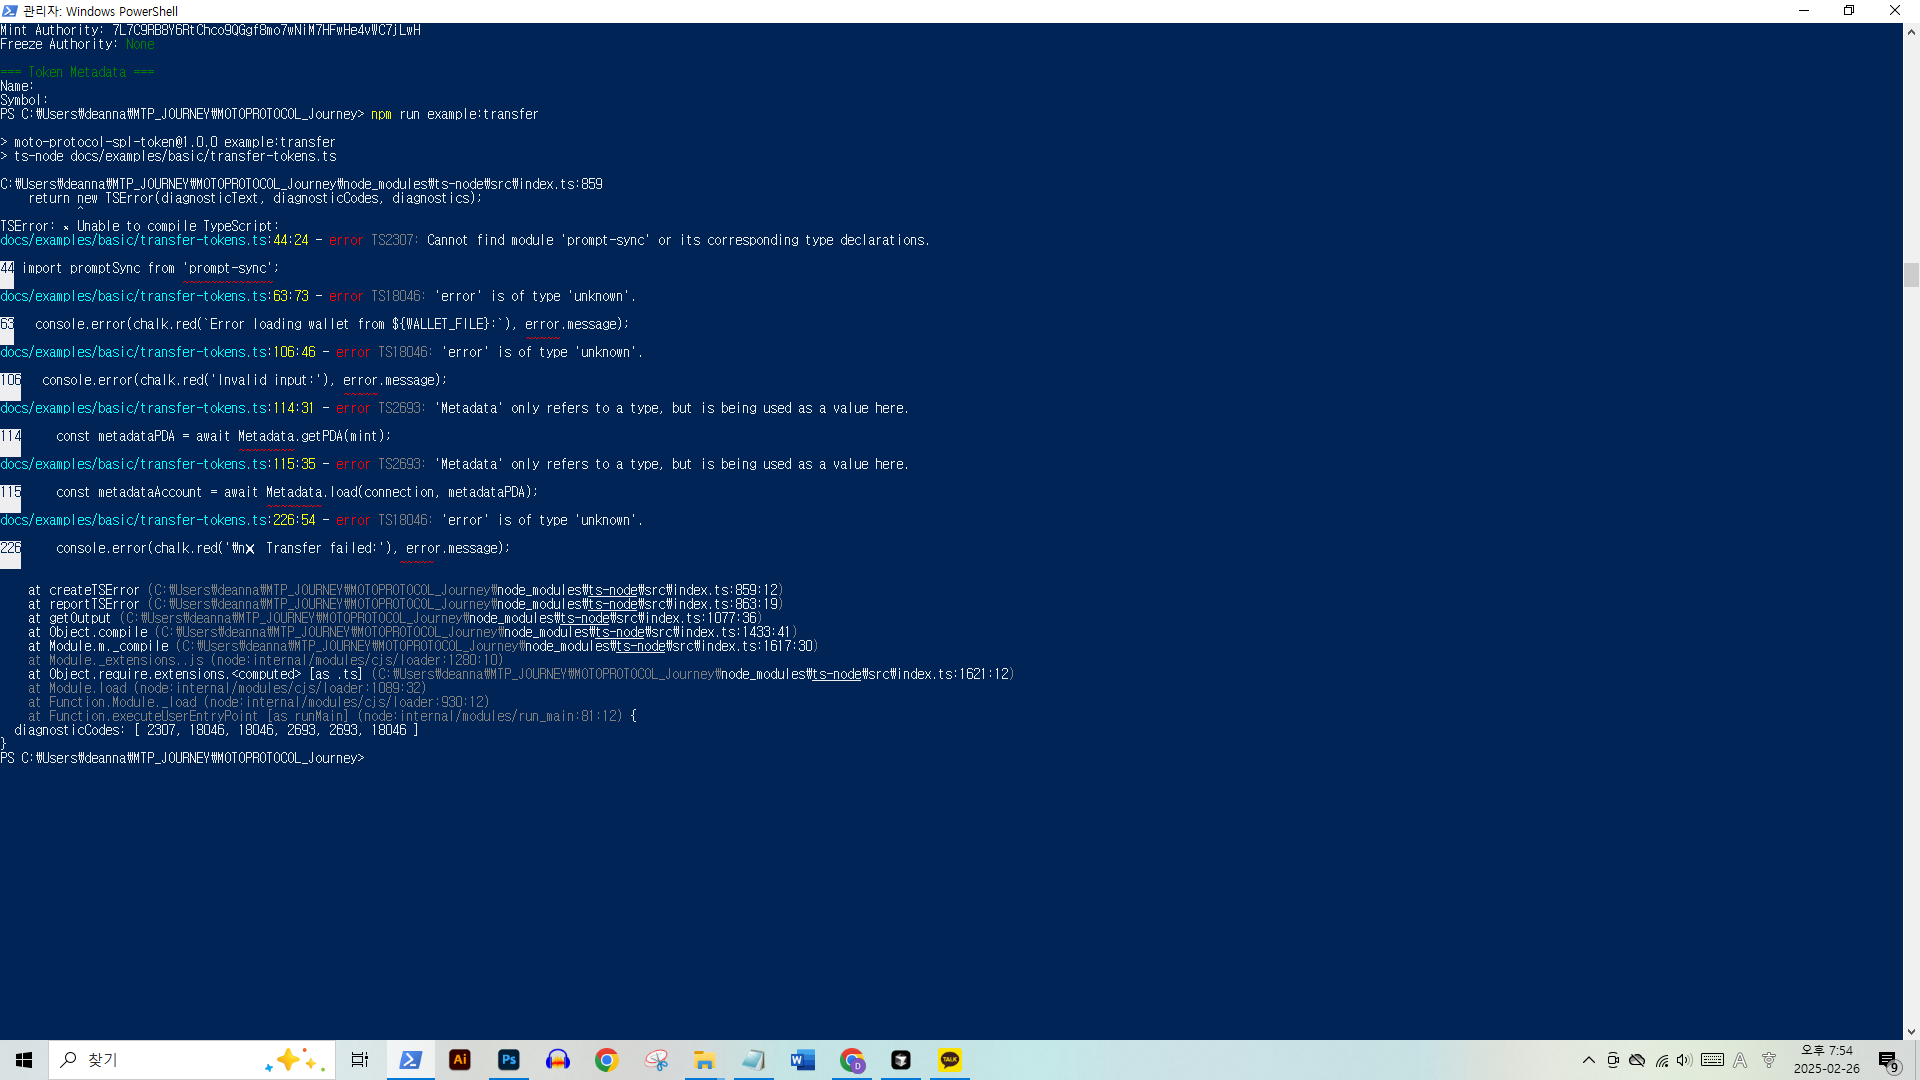 관리자: Windows PowerShell
Mint Authority: 7L7C9RB8Y6RtChco9QGgf8mo7wNiM7HFwHe4vWC7jLwH
Freeze Authority: None
=== Token Metadata ===
Name:
Symbol:
PS C:₩Users₩deanna₩MTP_JOURNEY₩MOTOPROTOCOL_Journey> npm run example:transfer
> moto-protocol-spl-token@1.0.0 example:transfer
> ts-node docs/examples/basic/transfer-tokens.ts
C:₩Users₩deanna₩MTP_JOURNEY₩MOTOPROTOCOL_Journey₩node_modules₩ts-node₩src₩index.ts:859
return new TSError(diagnosticText, diagnosticCodes, diagnostics);
^
TSError: ⨯ Unable to compile TypeScript:
docs/examples/basic/transfer-tokens.ts:44:24 - error TS2307: Cannot find module 'prompt-sync' or its corresponding type declarations.
44 import promptSync from 'prompt-sync';
~~~~~~~~~~~~~
docs/examples/basic/transfer-tokens.ts:63:73 - error TS18046: 'error' is of type 'unknown'.
63   console.error(chalk.red(`Error loading wallet from ${WALLET_FILE}:`), error.message);
~~~~~
docs/examples/basic/transfer-tokens.ts:106:46 - error TS18046: 'error' is of type 'unknown'.
106   console.error(chalk.red('Invalid input:'), error.message);
~~~~~
docs/examples/basic/transfer-tokens.ts:114:31 - error TS2693: 'Metadata' only refers to a type, but is being used as a value here.
114     const metadataPDA = await Metadata.getPDA(mint);
~~~~~~~~
docs/examples/basic/transfer-tokens.ts:115:35 - error TS2693: 'Metadata' only refers to a type, but is being used as a value here.
115     const metadataAccount = await Metadata.load(connection, metadataPDA);
~~~~~~~~
docs/examples/basic/transfer-tokens.ts:226:54 - error TS18046: 'error' is of type 'unknown'.
226     console.error(chalk.red('₩n❌ Transfer failed:'), error.message);
~~~~~
at createTSError (C:₩Users₩deanna₩MTP_JOURNEY₩MOTOPROTOCOL_Journey₩node_modules₩ts-node₩src₩index.ts:859:12)
at reportTSError (C:₩Users₩deanna₩MTP_JOURNEY₩MOTOPROTOCOL_Journey₩node_modules₩ts-node₩src₩index.ts:863:19)
at getOutput (C:₩Users₩deanna₩MTP_JOURNEY₩MOTOPROTOCOL_Journey₩node_modules₩ts-node₩src₩index.ts:1077:36)
at Object.compile (C:₩Users₩deanna₩MTP_JOURNEY₩MOTOPROTOCOL_Journey₩node_modules₩ts-node₩src₩index.ts:1433:41)
at Module.m._compile (C:₩Users₩deanna₩MTP_JOURNEY₩MOTOPROTOCOL_Journey₩node_modules₩ts-node₩src₩index.ts:1617:30)
at Module._extensions..js (node:internal/modules/cjs/loader:1280:10)
at Object.require.extensions.<computed> [as .ts] (C:₩Users₩deanna₩MTP_JOURNEY₩MOTOPROTOCOL_Journey₩node_modules₩ts-node₩src₩index.ts:1621:12)
at Module.load (node:internal/modules/cjs/loader:1089:32)
at Function.Module._load (node:internal/modules/cjs/loader:930:12)
at Function.executeUserEntryPoint [as runMain] (node:internal/modules/run_main:81:12) {
diagnosticCodes: [ 2307, 18046, 18046, 2693, 2693, 18046 ]
}
PS C:₩Users₩deanna₩MTP_JOURNEY₩MOTOPROTOCOL_Journey>
찾기
Ai
Ps
W
D
TALK
A
오후 7:54
2025-02-26
9